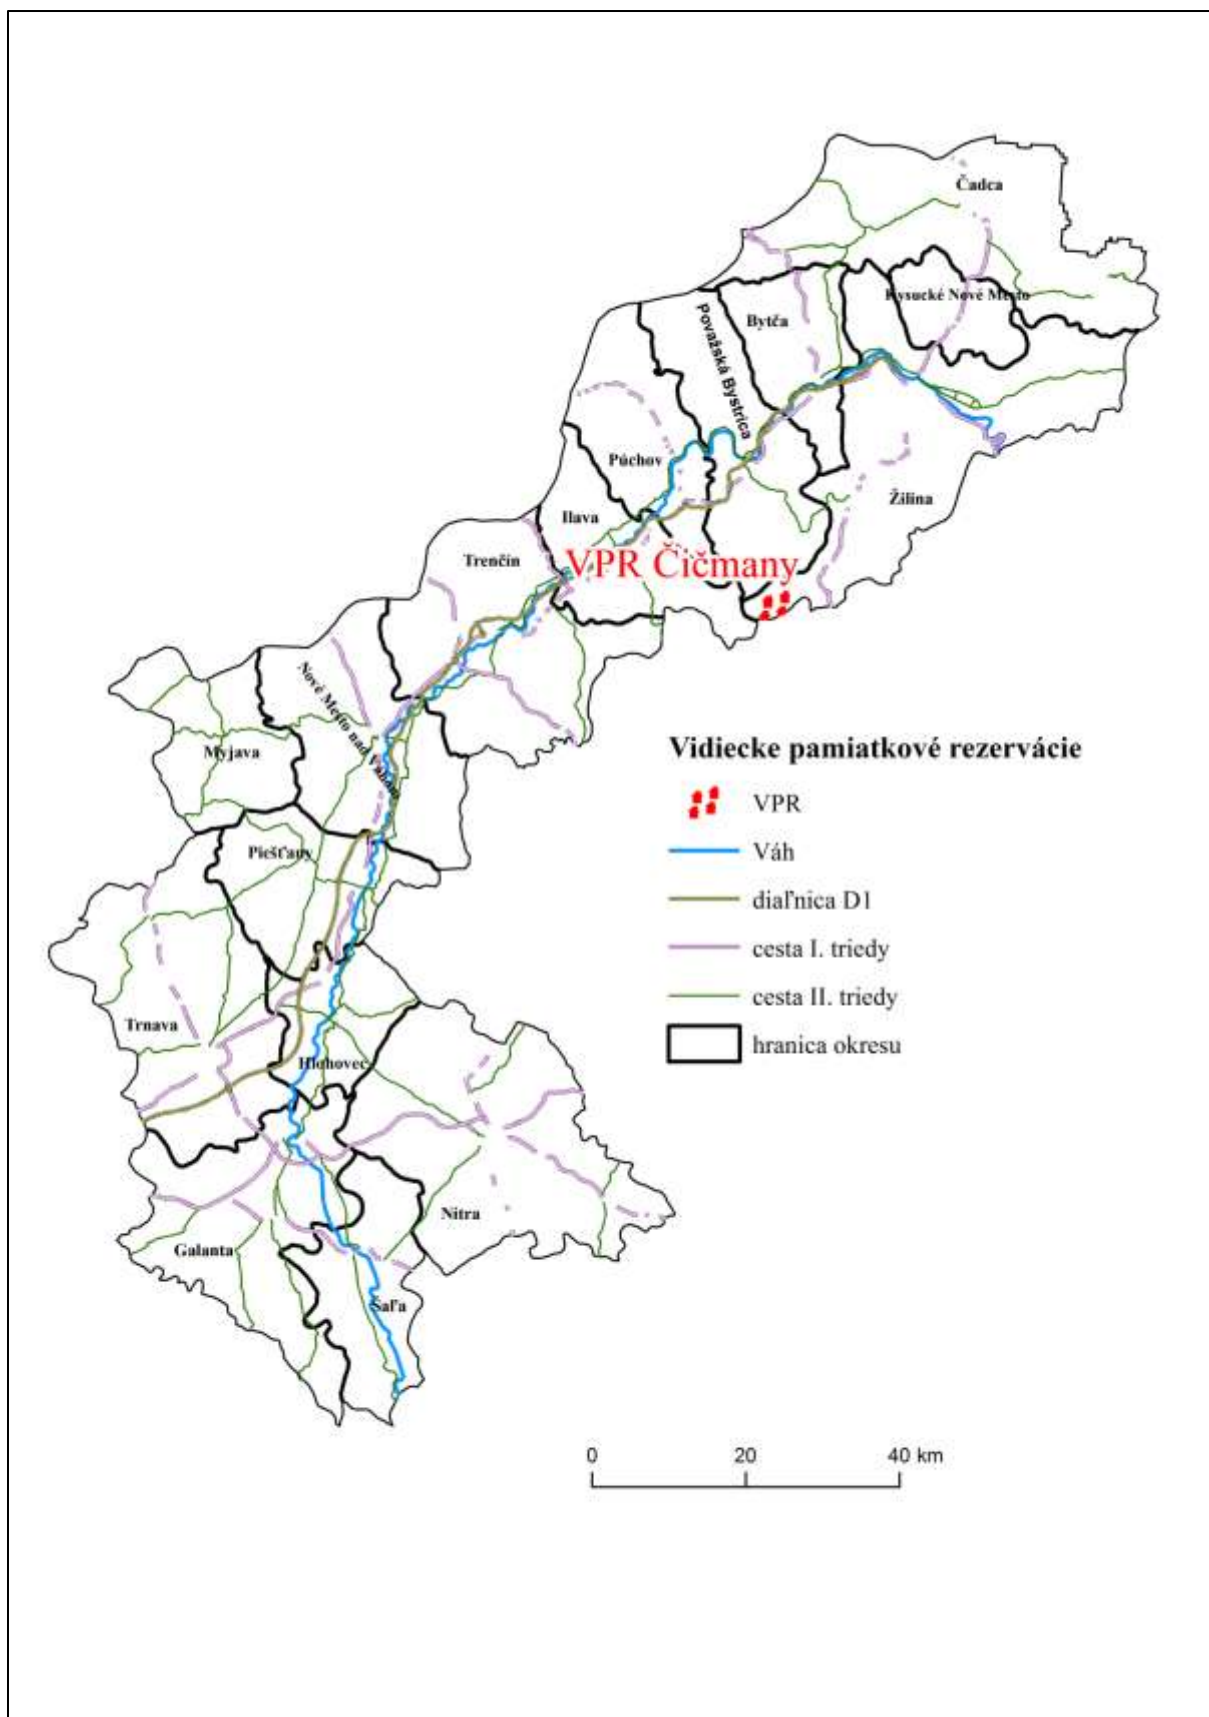 Čadca
Kysucké Nové Mesto
Bytča
Považská Bystrica
Púchov
Žilina
Ilava
Trenčín
VPR Čičmany
Nové Mesto nad Váhom
Myjava
Vidiecke pamiatkové rezervácie
VPR
Váh
diaľnica D1
cesta I. triedy
cesta II. triedy
hranica okresu
Piešťany
Trnava
Hlohovec
Nitra
Galanta
Šaľa
0 20 40 km